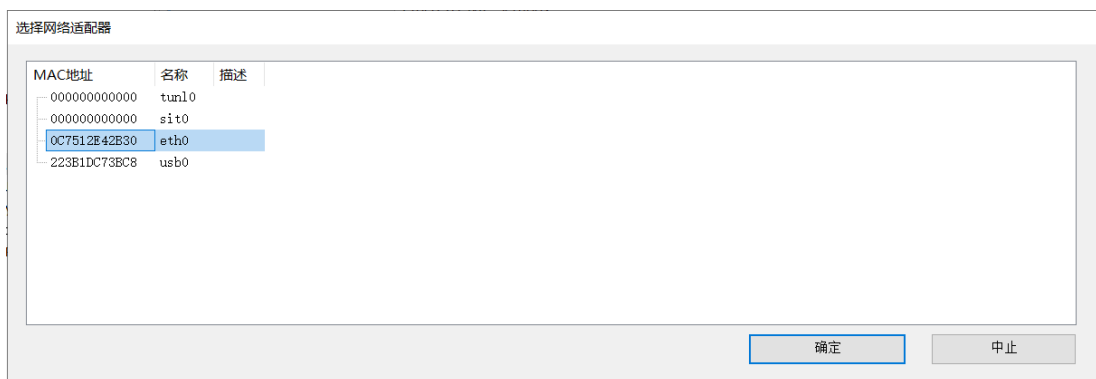 选择网络适配器
MAC地址 名称 描述
000000000000 tunl0
000000000000 sit0
0C7512E42B30 eth0
223B1DC73BC8 usb0
确定 中止